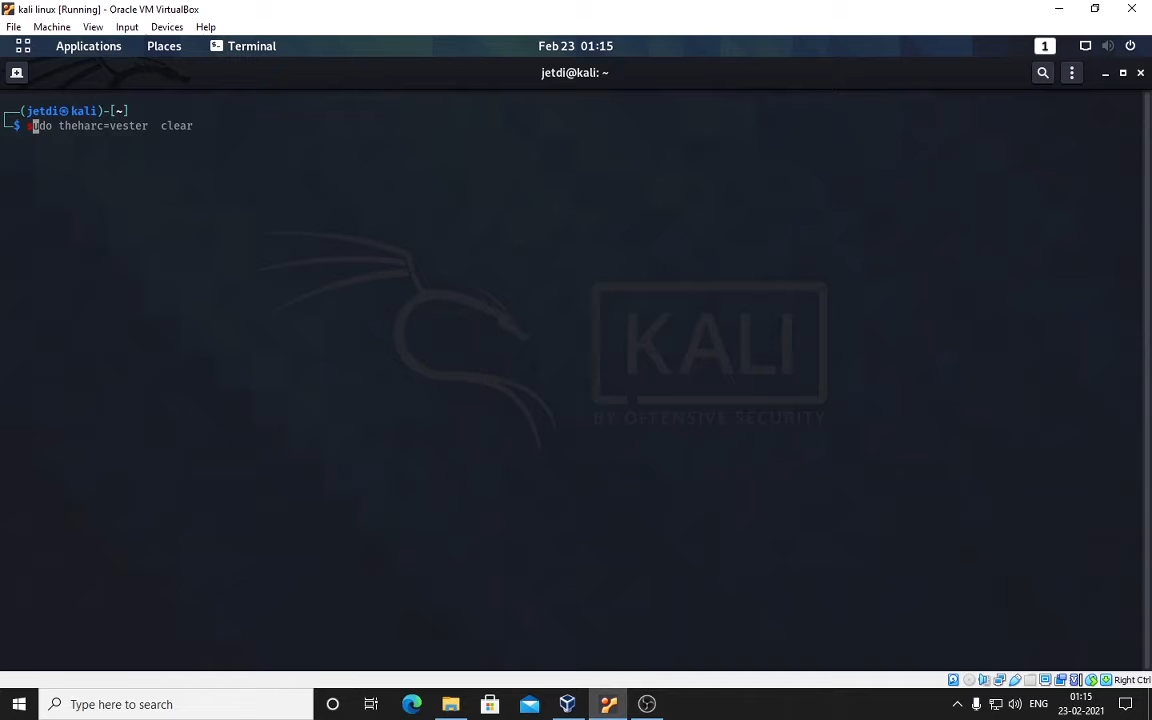 kali linux [Running] - Oracle VM VirtualBox
File Machine View Input Devices Help
Applications Places Terminal Feb 23 01:15 1
jetdi@kali: ~
(jetdi㉿kali)-[~]
$ sudo theharc=vester  clear
KALI
BY OFFENSIVE SECURITY
Right Ctrl
Type here to search
ENG
01:15
23-02-2021